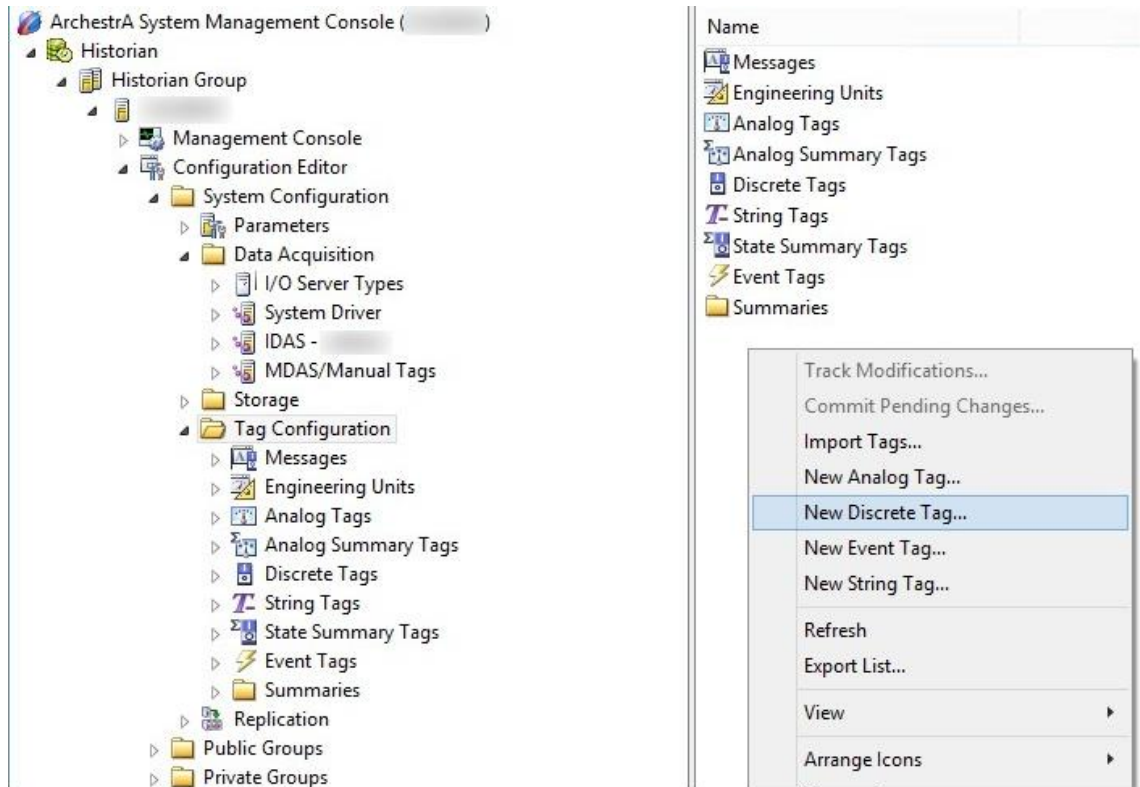 ArchestrA System Management Console ( )
Historian
Historian Group
Management Console
Configuration Editor
System Configuration
Parameters
Data Acquisition
I/O Server Types
System Driver
IDAS -
MDAS/Manual Tags
Storage
Tag Configuration
Messages
Engineering Units
Analog Tags
Analog Summary Tags
Discrete Tags
String Tags
State Summary Tags
Event Tags
Summaries
Replication
Public Groups
Private Groups
Name
Messages
Engineering Units
Analog Tags
Analog Summary Tags
Discrete Tags
String Tags
State Summary Tags
Event Tags
Summaries
Track Modifications...
Commit Pending Changes...
Import Tags...
New Analog Tag...
New Discrete Tag...
New Event Tag...
New String Tag...
Refresh
Export List...
View
Arrange Icons